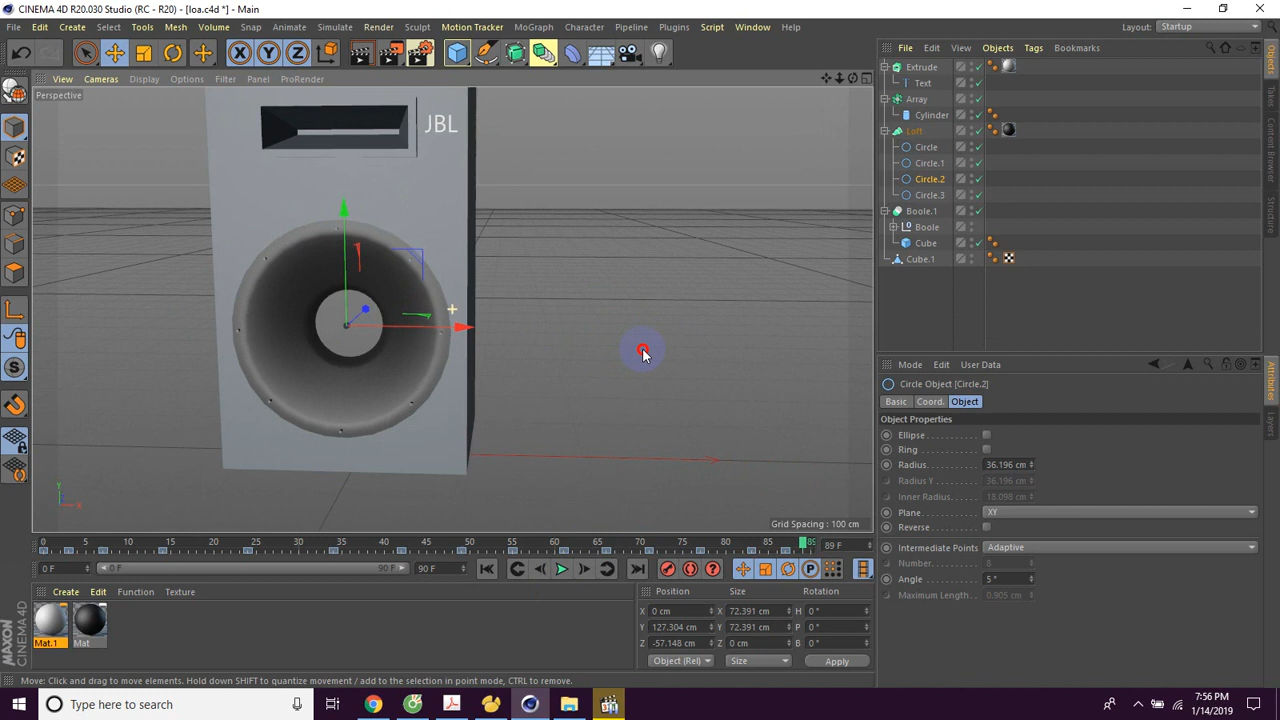 CINEMA 4D R20.030 Studio (RC - R20) - [loa.c4d *] - Main
File Edit Create Select Tools Mesh Volume Snap Animate Simulate Render Sculpt Motion Tracker MoGraph Character Pipeline Plugins Script Window Layout: Startup
View Cameras Display Options Filter Panel ProRender
File Edit View Objects Tags Bookmarks
Perspective
JBL
Extrude
Text
Array
Cylinder
Loft
Circle
Circle.1
Circle.2
Circle.3
Boole.1
Boole
Cube
Cube.1
Objects
Takes
Content Browser
Structure
Grid Spacing : 100 cm
Mode Edit User Data
Circle Object [Circle.2]
Basic Coord. Object
Object Properties
Ellipse
Ring
Radius 36.196 cm
Radius Y 36.196 cm
Inner Radius 18.098 cm
Plane XY
Reverse
Intermediate Points Adaptive
Number 8
Angle 5 °
Maximum Length 0.905 cm
Attributes
Layers
0 5 10 15 20 25 30 35 40 45 50 55 60 65 70 75 80 85 89 89 F
0 F 0 F 90 F 90 F
Create Edit Function Texture
Mat.1 Mat
Position Size Rotation
X 0 cm X 72.391 cm H 0 °
Y 127.304 cm Y 72.391 cm P 0 °
Z -57.148 cm Z 0 cm B 0 °
Object (Rel) Size Apply
MAXON CINEMA 4D
Move: Click and drag to move elements. Hold down SHIFT to quantize movement / add to the selection in point mode, CTRL to remove.
Type here to search
7:56 PM
1/14/2019